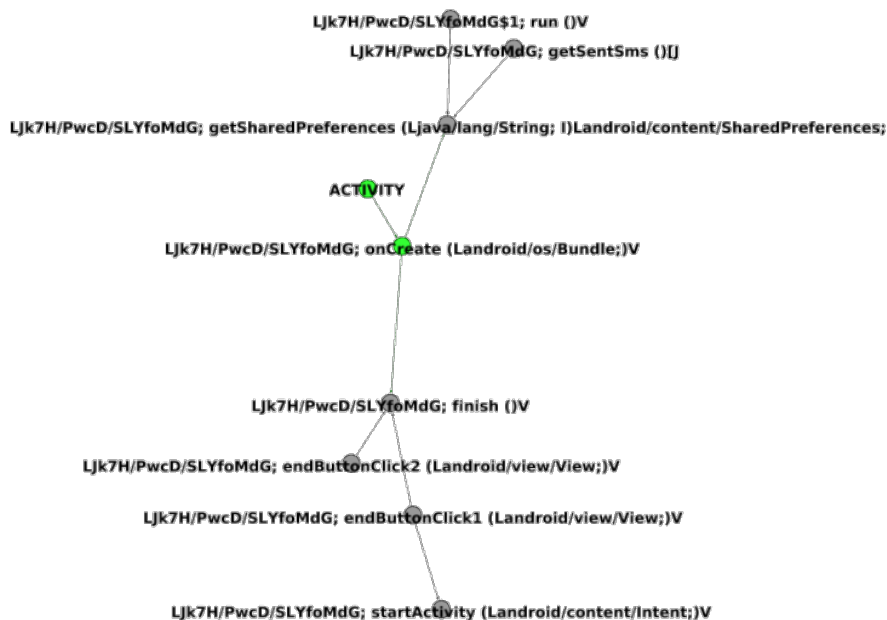 LJk7H/PwcD/SLYfoMdG$1; run ()V
LJk7H/PwcD/SLYfoMdG; getSentSms ()[J
LJk7H/PwcD/SLYfoMdG; getSharedPreferences (Ljava/lang/String; I)Landroid/content/SharedPreferences;
ACTIVITY
LJk7H/PwcD/SLYfoMdG; onCreate (Landroid/os/Bundle;)V
LJk7H/PwcD/SLYfoMdG; finish ()V
LJk7H/PwcD/SLYfoMdG; endButtonClick2 (Landroid/view/View;)V
LJk7H/PwcD/SLYfoMdG; endButtonClick1 (Landroid/view/View;)V
LJk7H/PwcD/SLYfoMdG; startActivity (Landroid/content/Intent;)V